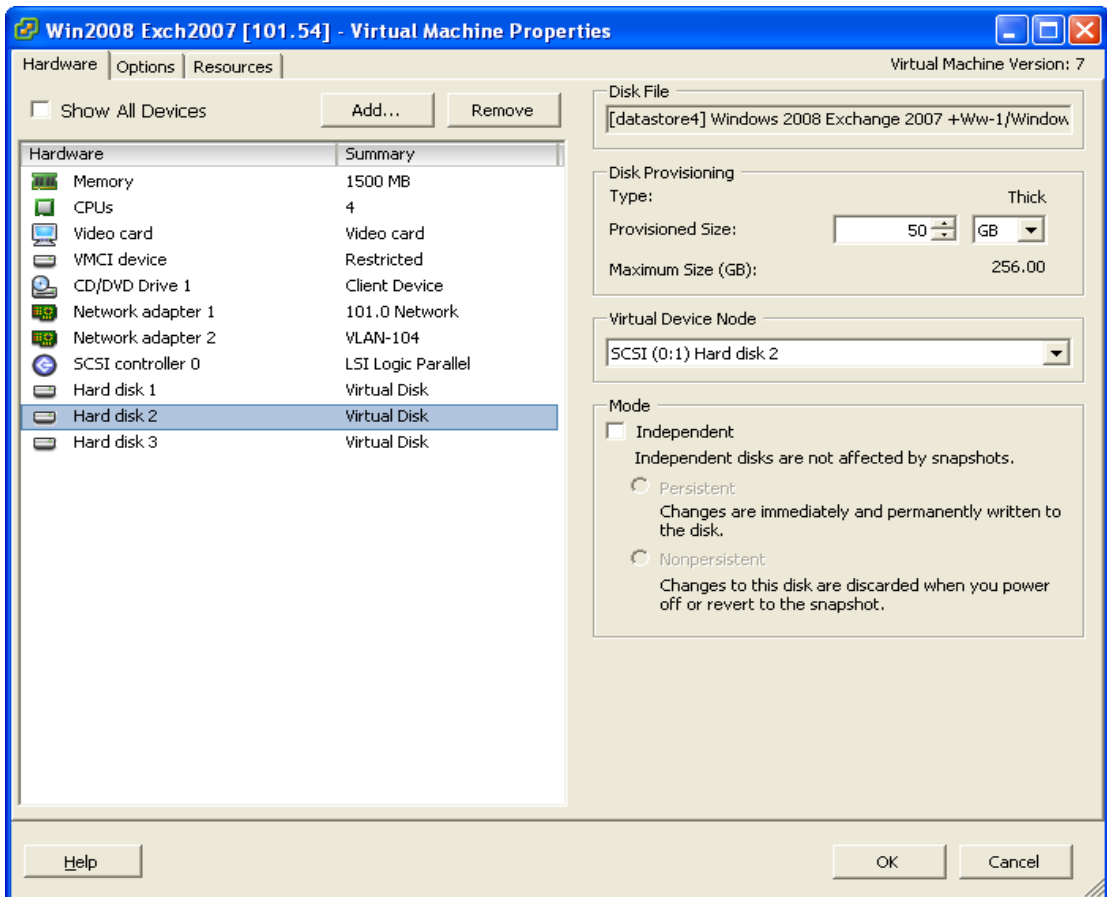 Win2008 Exch2007 [101.54] - Virtual Machine Properties
Hardware Options Resources Virtual Machine Version: 7
Show All Devices Add... Remove
Hardware Summary
Memory 1500 MB
CPUs 4
Video card Video card
VMCI device Restricted
CD/DVD Drive 1 Client Device
Network adapter 1 101.0 Network
Network adapter 2 VLAN-104
SCSI controller 0 LSI Logic Parallel
Hard disk 1 Virtual Disk
Hard disk 2 Virtual Disk
Hard disk 3 Virtual Disk
Disk File
[datastore4] Windows 2008 Exchange 2007 +Ww-1/Window
Disk Provisioning
Type: Thick
Provisioned Size: 50 GB
Maximum Size (GB): 256.00
Virtual Device Node
SCSI (0:1) Hard disk 2
Mode
Independent
Independent disks are not affected by snapshots.
Persistent
Changes are immediately and permanently written to
the disk.
Nonpersistent
Changes to this disk are discarded when you power
off or revert to the snapshot.
Help OK Cancel